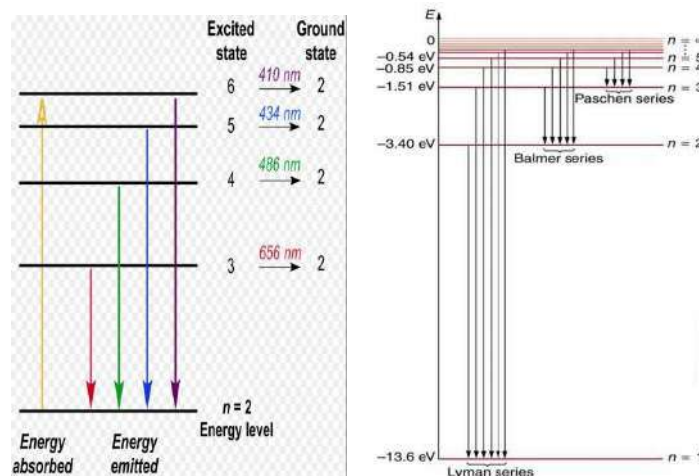 Excited state
Ground state
6 410 nm 2
5 434 nm 2
4 486 nm 2
3 656 nm 2
n = 2
Energy level
Energy absorbed
Energy emitted
E
0
−0.54 eV
−0.85 eV
−1.51 eV n = 3
Paschen series
−3.40 eV n = 2
Balmer series
−13.6 eV n =
Lyman series